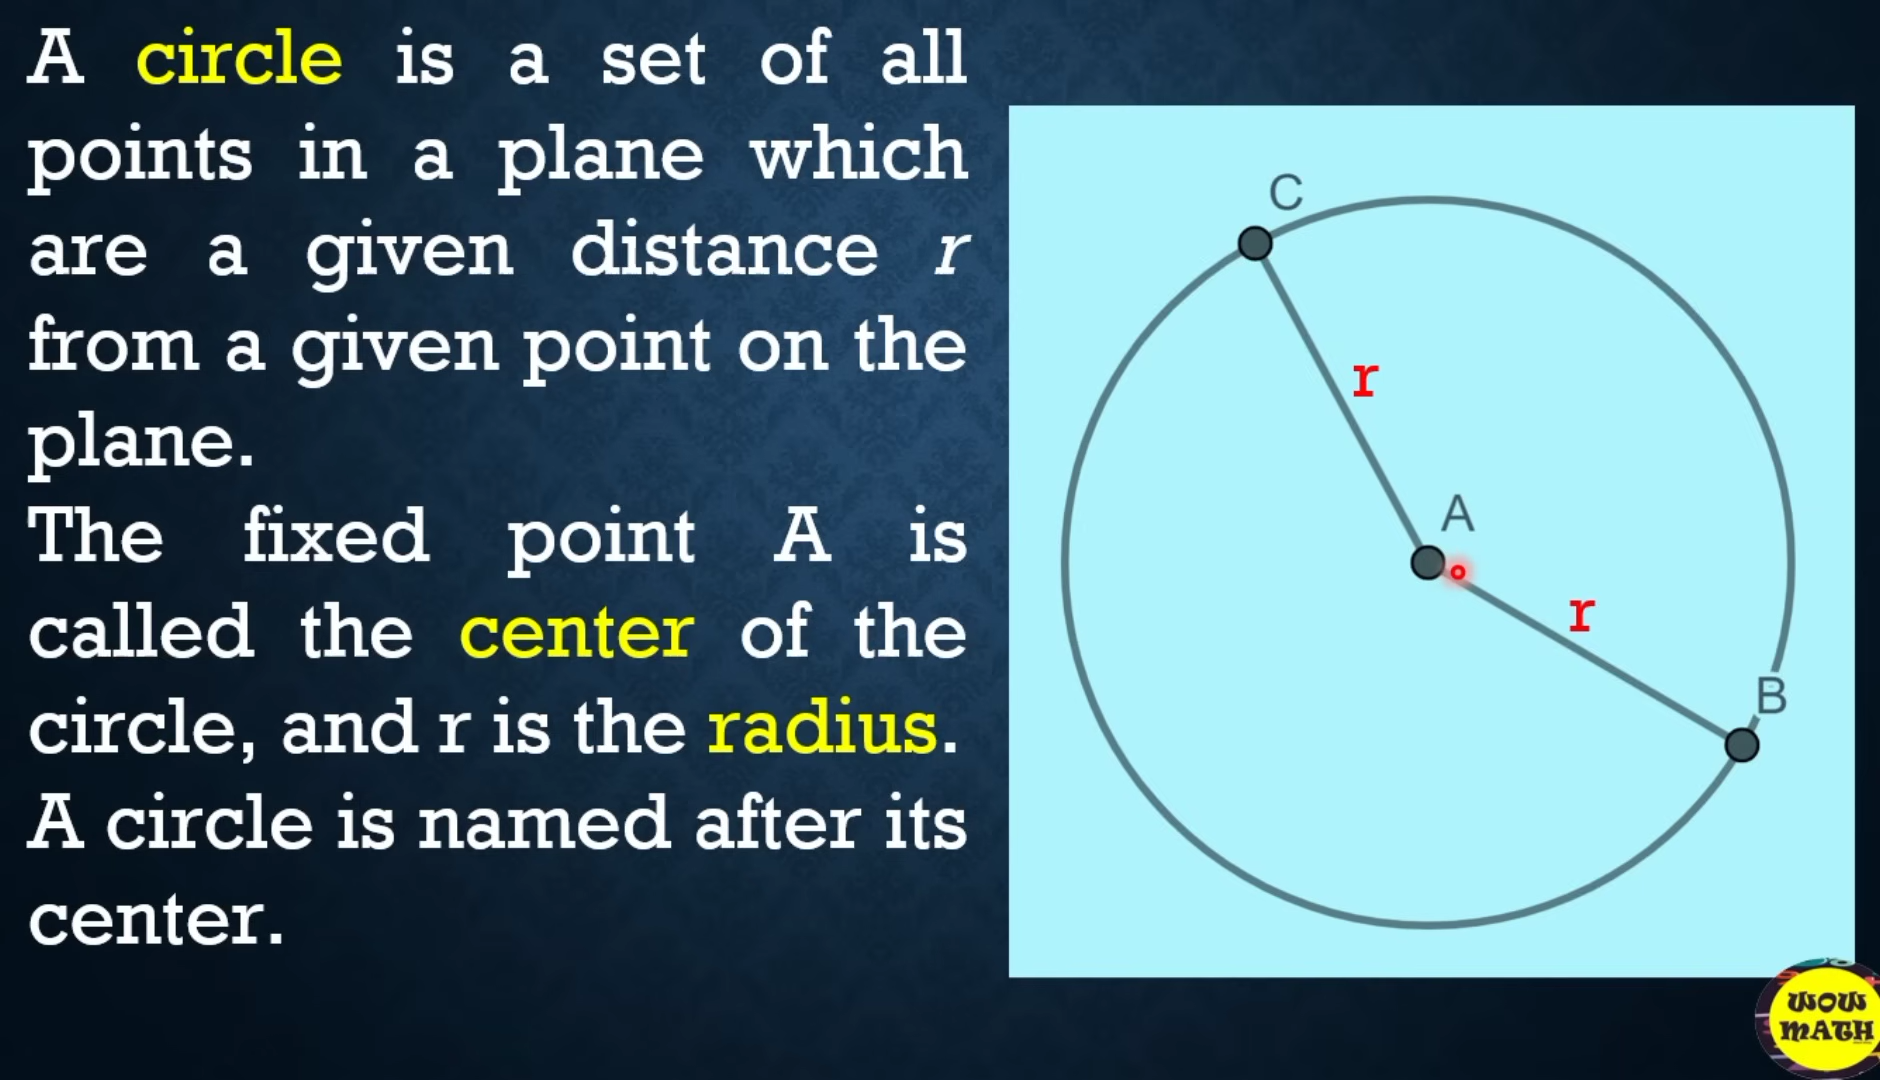 A circle is a set of all
points in a plane which
are a given distance r
from a given point on the
plane.
The fixed point A is
called the center of the
circle, and r is the radius.
A circle is named after its
center.
C
r
A
r
B
WOW
MATH